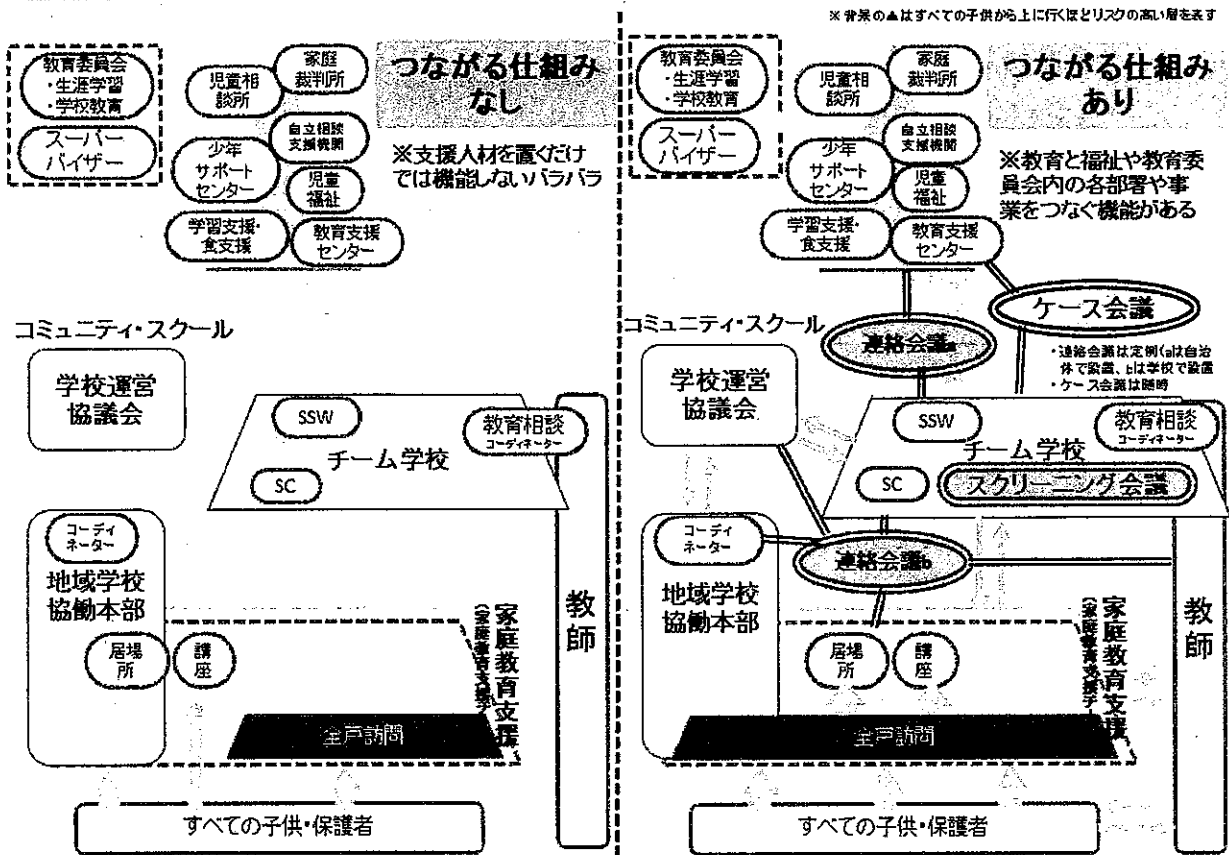 ※背景の▲はすべての子供から上に行くほどリスクの高い層を表す
教育委員会
・生涯学習
・学校教育
スーパー
バイザー
児童相
談所
家庭
裁判所
自立相談
支援機関
少年
サポート
センター
児童
福祉
学習支援・
食支援
教育支援
センター
つながる仕組み
なし
※支援人材を置くだけ
では機能しないバラバラ
コミュニティ・スクール
学校運営
協議会
SSW
教育相談
コーディネーター
チーム学校
SC
コーディ
ネーター
地域学校
協働本部
居場
所
講
座
家庭教育支援
全戸訪問
教師
すべての子供・保護者
教育委員会
・生涯学習
・学校教育
スーパー
バイザー
児童相
談所
家庭
裁判所
自立相談
支援機関
少年
サポート
センター
児童
福祉
学習支援・
食支援
教育支援
センター
つながる仕組み
あり
※教育と福祉や教育委
員会内の各部署や事
業をつなぐ機能がある
ケース会議
連絡会議a
・連絡会議は定例(aは自治
体で設置、bは学校で設置
・ケース会議は随時
コミュニティ・スクール
学校運営
協議会
SSW
教育相談
コーディネーター
チーム学校
SC
スクリーニング会議
コーディ
ネーター
連絡会議b
地域学校
協働本部
居場
所
講
座
家庭教育支援
全戸訪問
教師
すべての子供・保護者